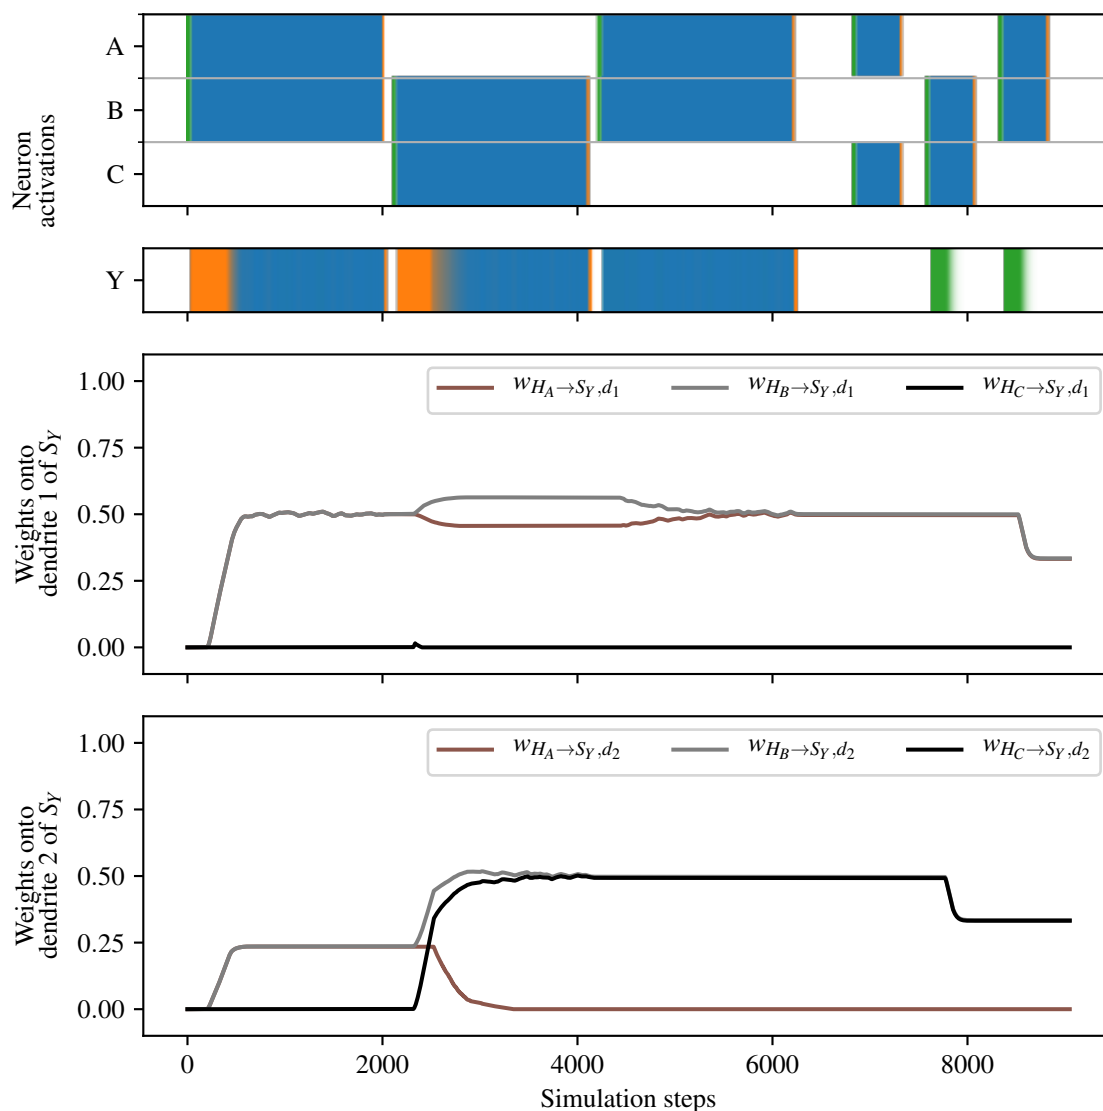 Neuron
activations
A
B
C
Y
Weights onto
dendrite 1 of S_Y
1.00
0.75
0.50
0.25
0.00
w_{H_A→S_Y,d_1} w_{H_B→S_Y,d_1} w_{H_C→S_Y,d_1}
Weights onto
dendrite 2 of S_Y
1.00
0.75
0.50
0.25
0.00
w_{H_A→S_Y,d_2} w_{H_B→S_Y,d_2} w_{H_C→S_Y,d_2}
0 2000 4000 6000 8000
Simulation steps